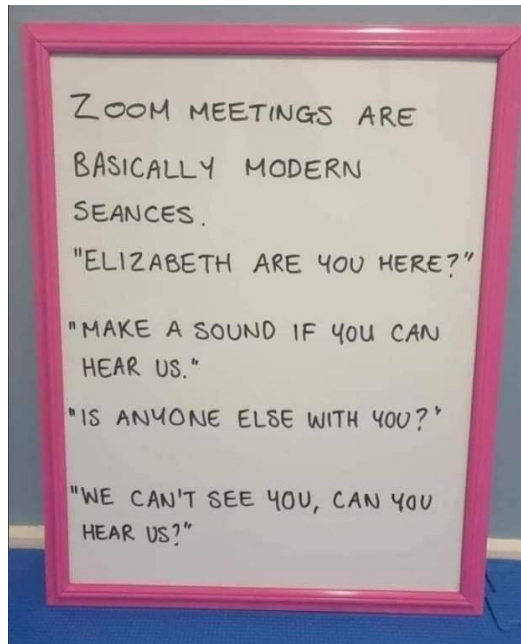 ZOOM MEETINGS ARE
BASICALLY MODERN
SEANCES.
"ELIZABETH ARE YOU HERE?"
"MAKE A SOUND IF YOU CAN
HEAR US."
"IS ANYONE ELSE WITH YOU?"
"WE CAN'T SEE YOU, CAN YOU
HEAR US?"